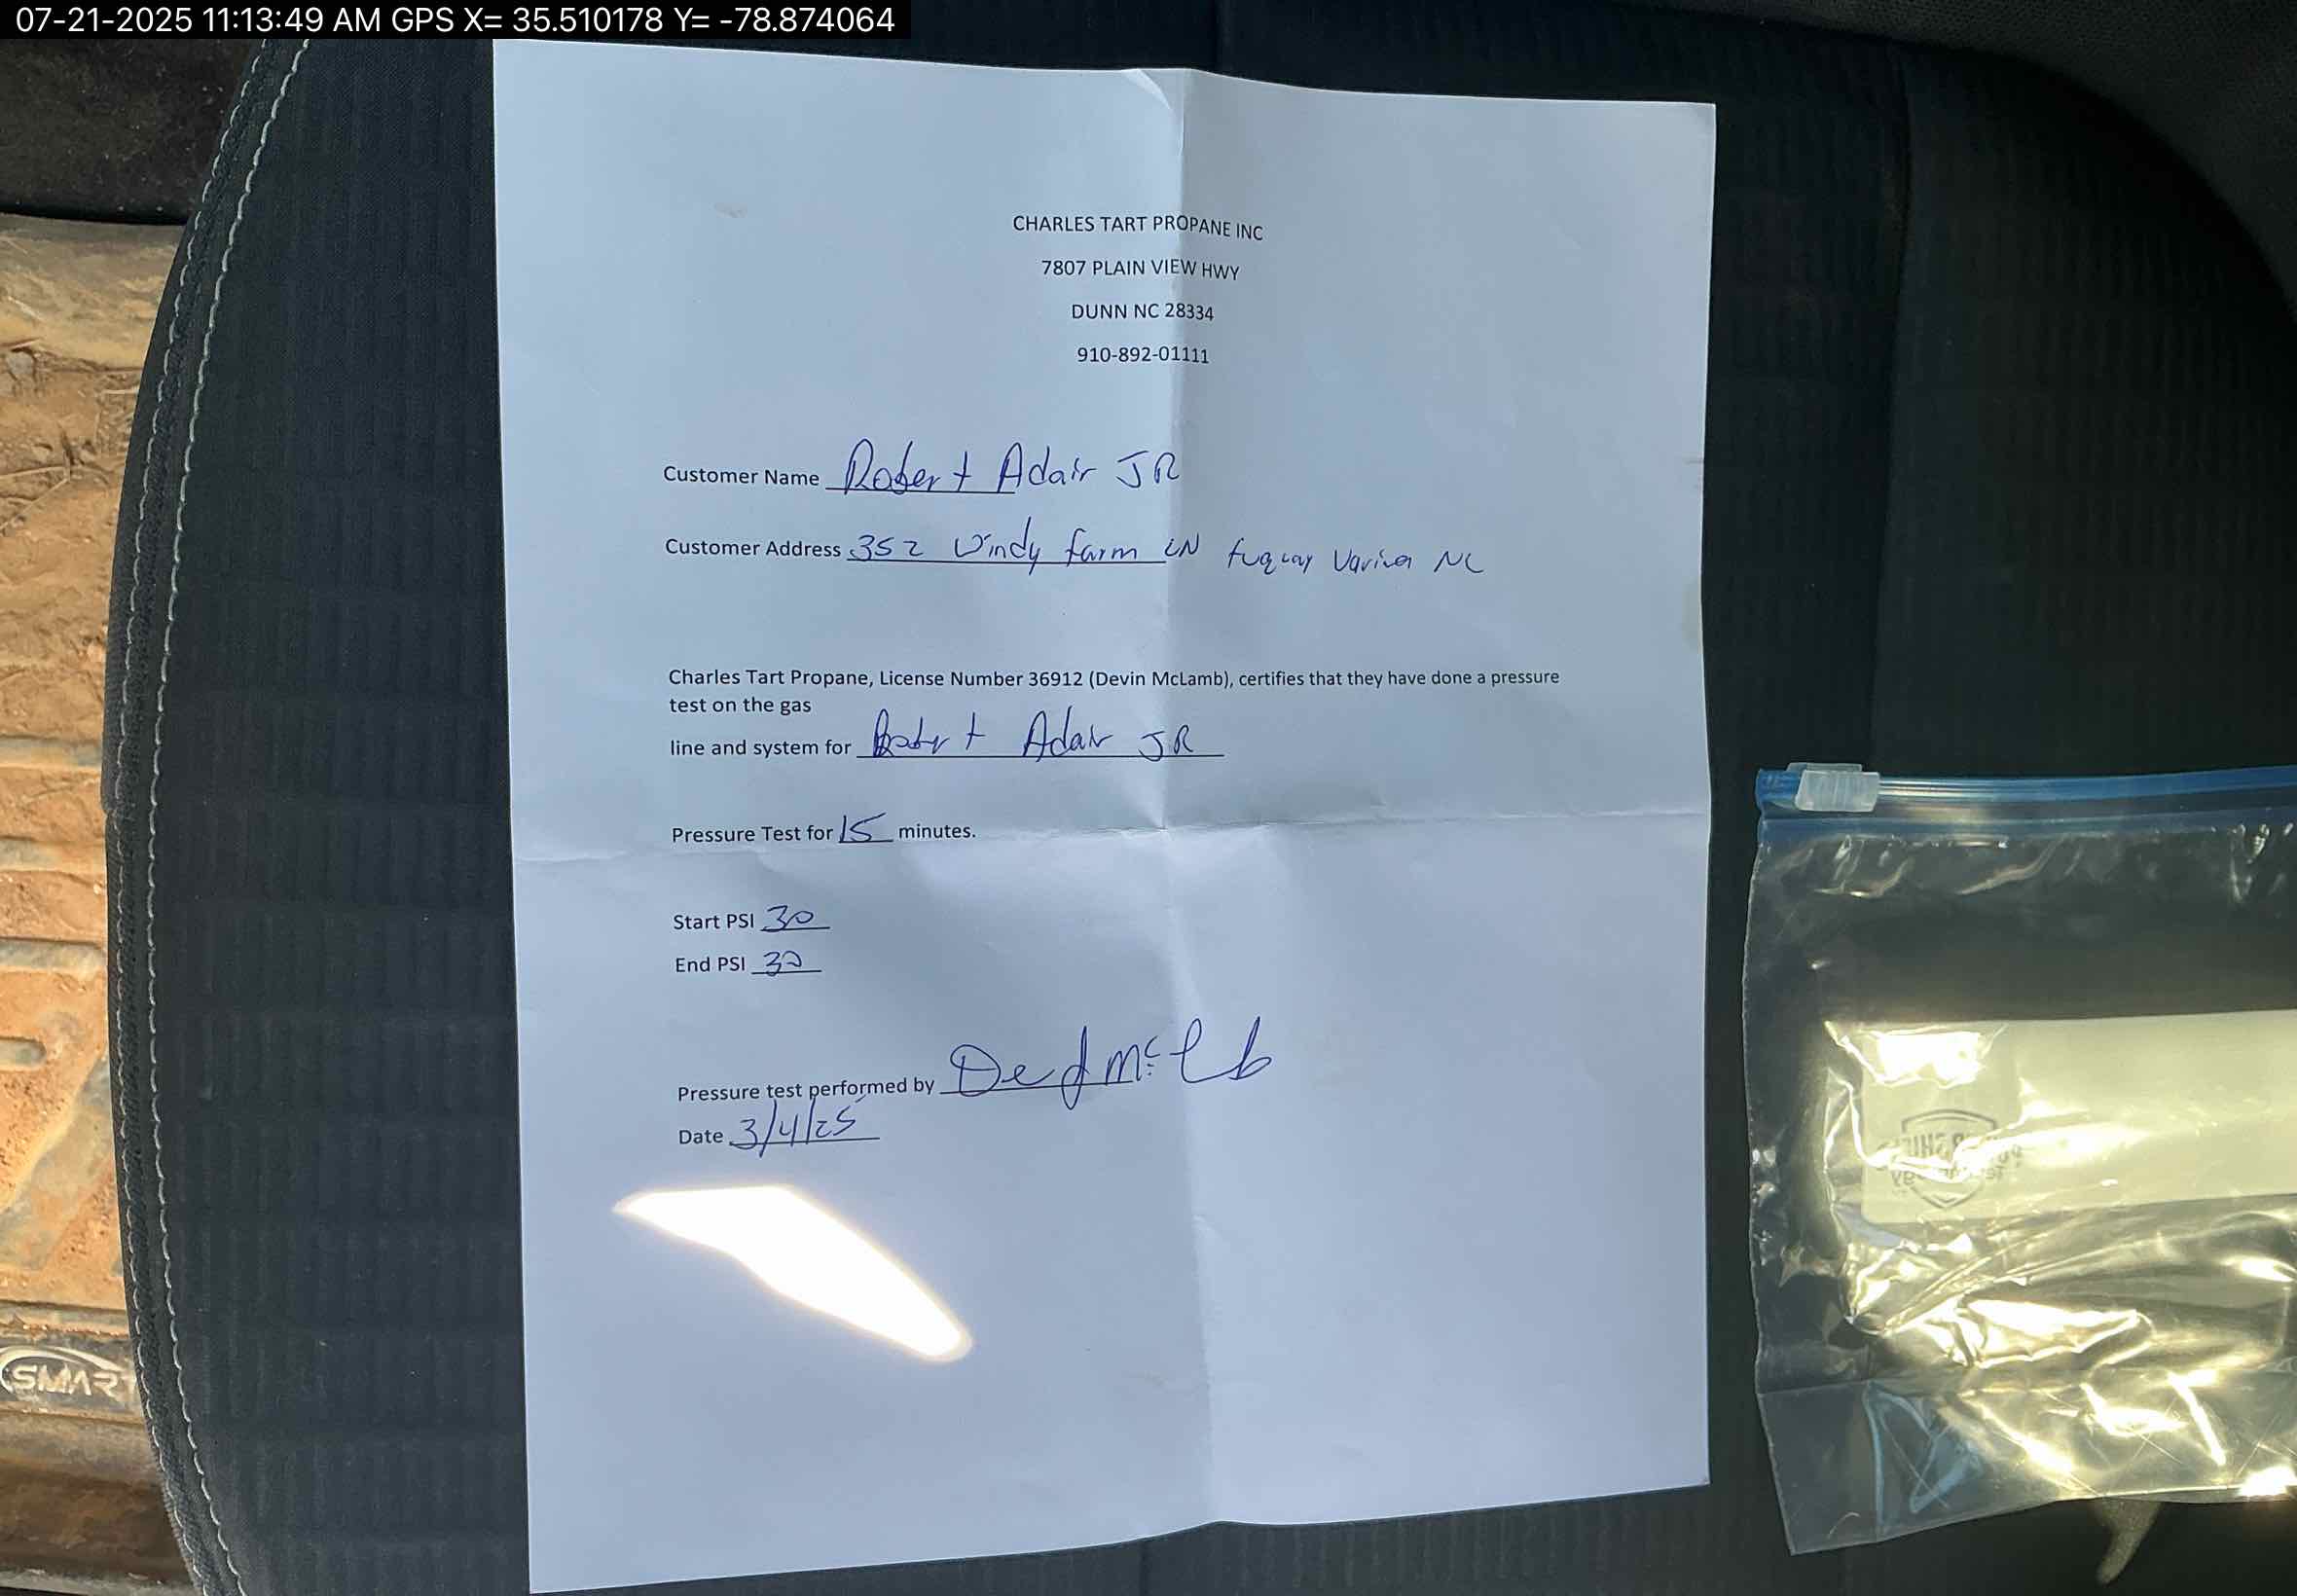 07-21-2025 11:13:49 AM GPS X= 35.510178 Y= -78.874064
CHARLES TART PROPANE INC
7807 PLAIN VIEW HWY
DUNN NC 28334
910-892-01111
Customer Name Robert Adair JR
Customer Address 352 Windy farm LN fuquay Varina NC
Charles Tart Propane, License Number 36912 (Devin McLamb), certifies that they have done a pressure
test on the gas
line and system for Robert Adair JR
Pressure Test for 15 minutes.
Start PSI 30
End PSI 30
Pressure test performed by
Date 3/4/25
SMART